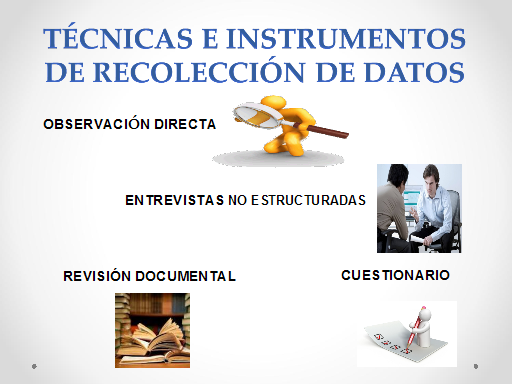 TÉCNICAS E INSTRUMENTOS
DE RECOLECCIÓN DE DATOS
OBSERVACIÓN DIRECTA
ENTREVISTAS NO ESTRUCTURADAS
REVISIÓN DOCUMENTAL
CUESTIONARIO